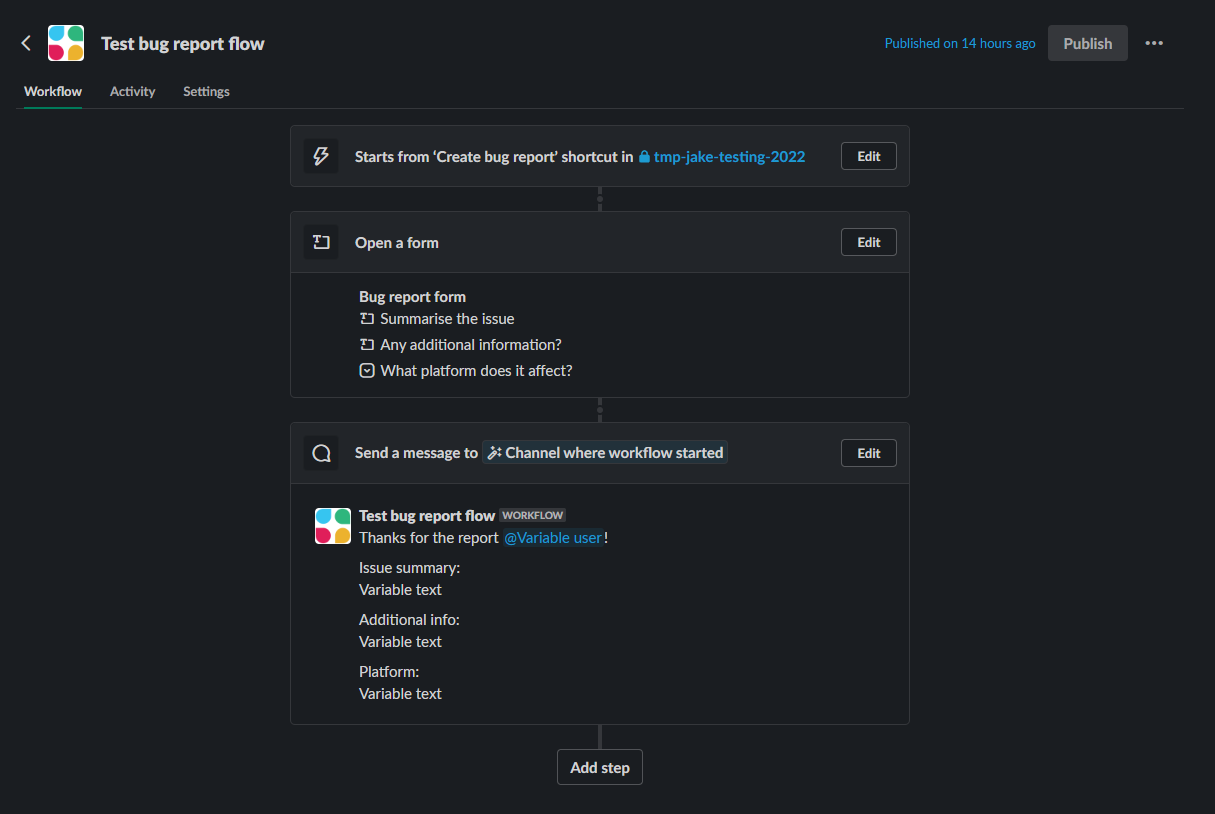 Test bug report flow
Published on 14 hours ago
Publish
Workflow Activity Settings
Starts from ‘Create bug report’ shortcut in tmp-jake-testing-2022
Edit
Open a form
Edit
Bug report form
Summarise the issue
Any additional information?
What platform does it affect?
Send a message to Channel where workflow started
Edit
Test bug report flow WORKFLOW
Thanks for the report @Variable user!
Issue summary:
Variable text
Additional info:
Variable text
Platform:
Variable text
Add step